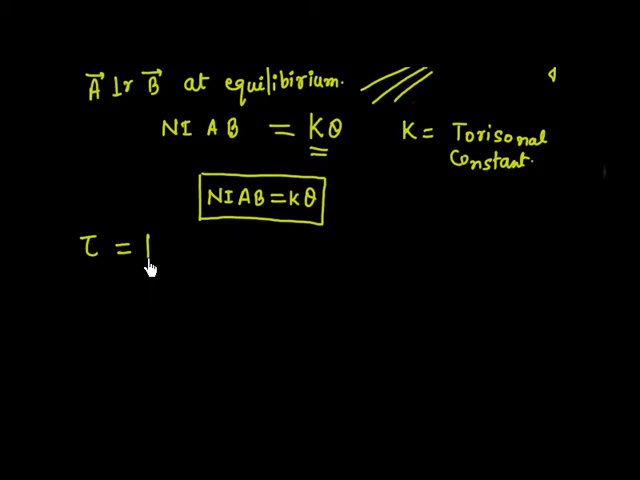 A⃗ ⊥r B⃗ at equilibirium.
NI A B = Kθ
K = Torisonal
Constant.
NIAB = Kθ
τ = l